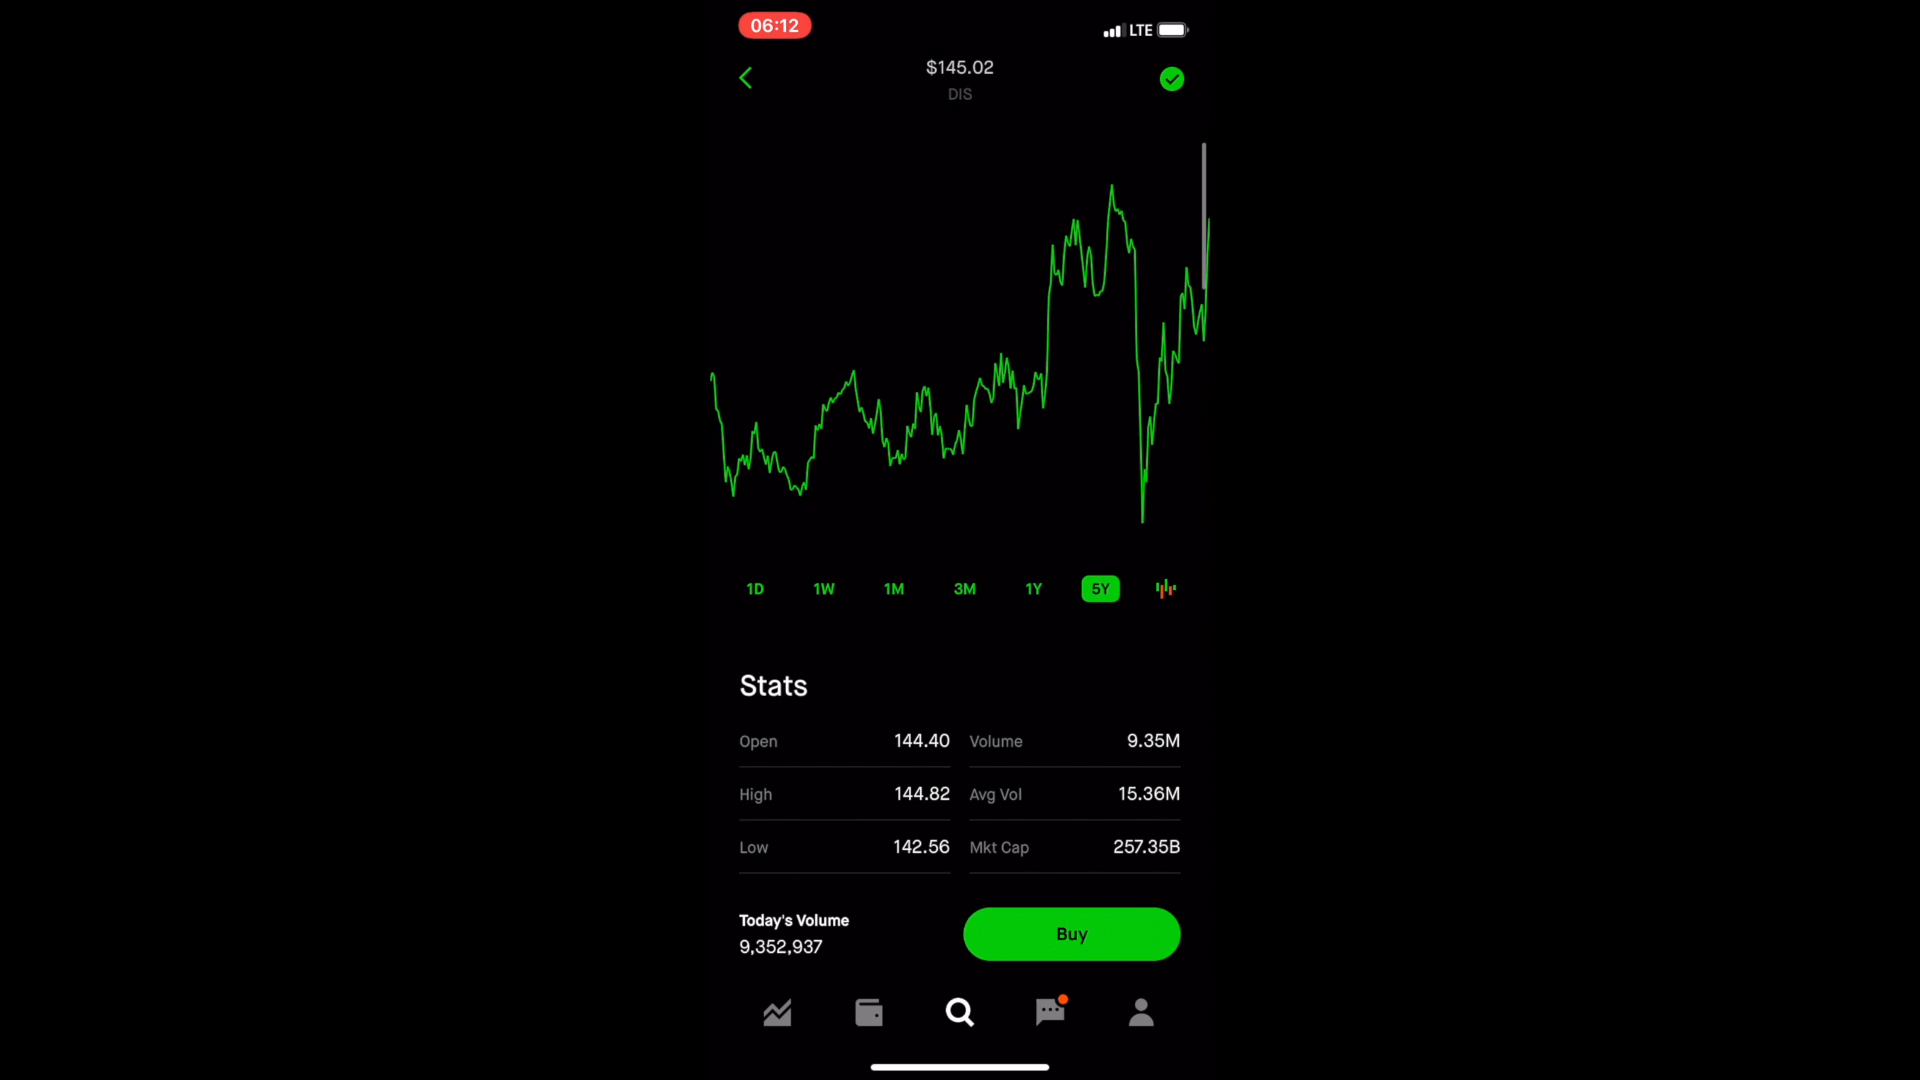 06:12
LTE
$145.02
DIS
1D 1W 1M 3M 1Y 5Y
Stats
Open 144.40 Volume 9.35M
High 144.82 Avg Vol 15.36M
Low 142.56 Mkt Cap 257.35B
Today's Volume
9,352,937
Buy